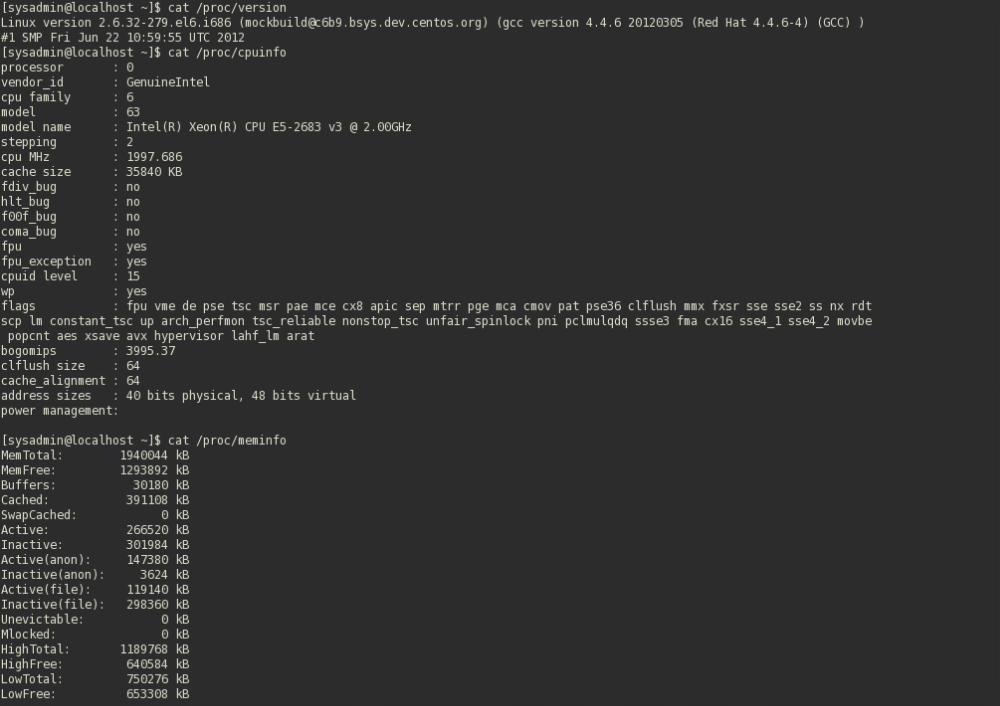 [sysadmin@localhost ~]$ cat /proc/version
Linux version 2.6.32-279.el6.i686 (mockbuild@c6b9.bsys.dev.centos.org) (gcc version 4.4.6 20120305 (Red Hat 4.4.6-4) (GCC) )
#1 SMP Fri Jun 22 10:59:55 UTC 2012
[sysadmin@localhost ~]$ cat /proc/cpuinfo
processor       : 0
vendor_id       : GenuineIntel
cpu family      : 6
model           : 63
model name      : Intel(R) Xeon(R) CPU E5-2683 v3 @ 2.00GHz
stepping        : 2
cpu MHz         : 1997.686
cache size      : 35840 KB
fdiv_bug        : no
hlt_bug         : no
f00f_bug        : no
coma_bug        : no
fpu             : yes
fpu_exception   : yes
cpuid level     : 15
wp              : yes
flags           : fpu vme de pse tsc msr pae mce cx8 apic sep mtrr pge mca cmov pat pse36 clflush mmx fxsr sse sse2 ss nx rdt
scp lm constant_tsc up arch_perfmon tsc_reliable nonstop_tsc unfair_spinlock pni pclmulqdq ssse3 fma cx16 sse4_1 sse4_2 movbe
 popcnt aes xsave avx hypervisor lahf_lm arat
bogomips        : 3995.37
clflush size    : 64
cache_alignment : 64
address sizes   : 40 bits physical, 48 bits virtual
power management:
[sysadmin@localhost ~]$ cat /proc/meminfo
MemTotal:        1940044 kB
MemFree:         1293892 kB
Buffers:           30180 kB
Cached:           391108 kB
SwapCached:            0 kB
Active:           266520 kB
Inactive:         301984 kB
Active(anon):     147380 kB
Inactive(anon):     3624 kB
Active(file):     119140 kB
Inactive(file):   298360 kB
Unevictable:           0 kB
Mlocked:               0 kB
HighTotal:       1189768 kB
HighFree:         640584 kB
LowTotal:         750276 kB
LowFree:          653308 kB